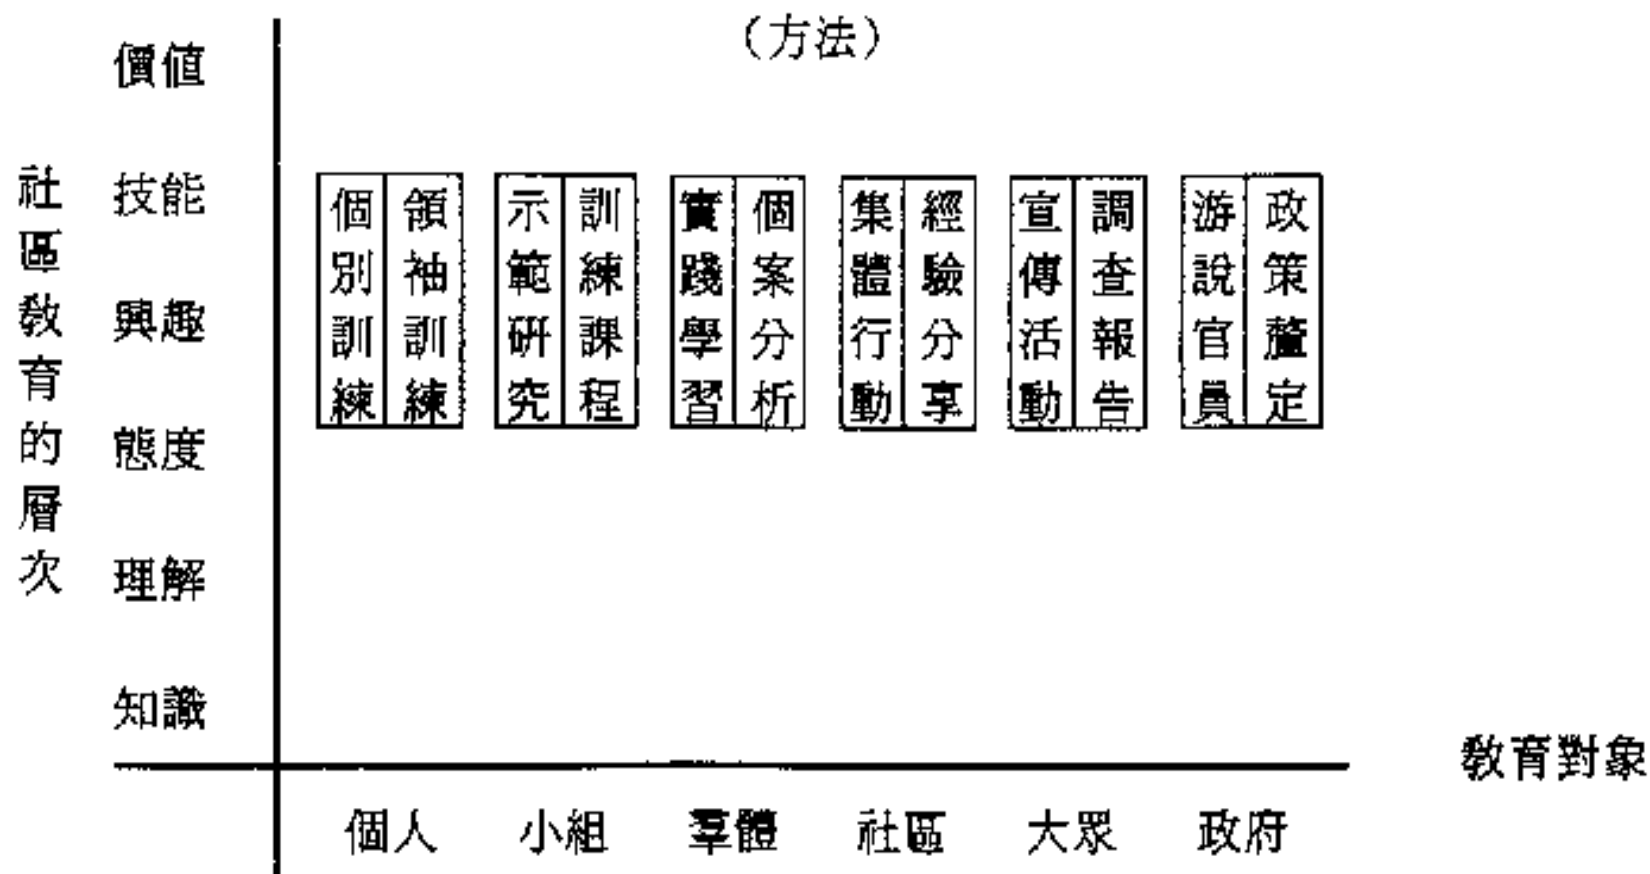 （方法）
價值
技能
興趣
態度
理解
知識
社區教育的層次
個別訓練
領袖訓練
示範研究
訓練課程
實踐學習
個案分析
集體行動
經驗分享
宣傳活動
調查報告
游說官員
政策釐定
教育對象
個人
小組
羣體
社區
大眾
政府